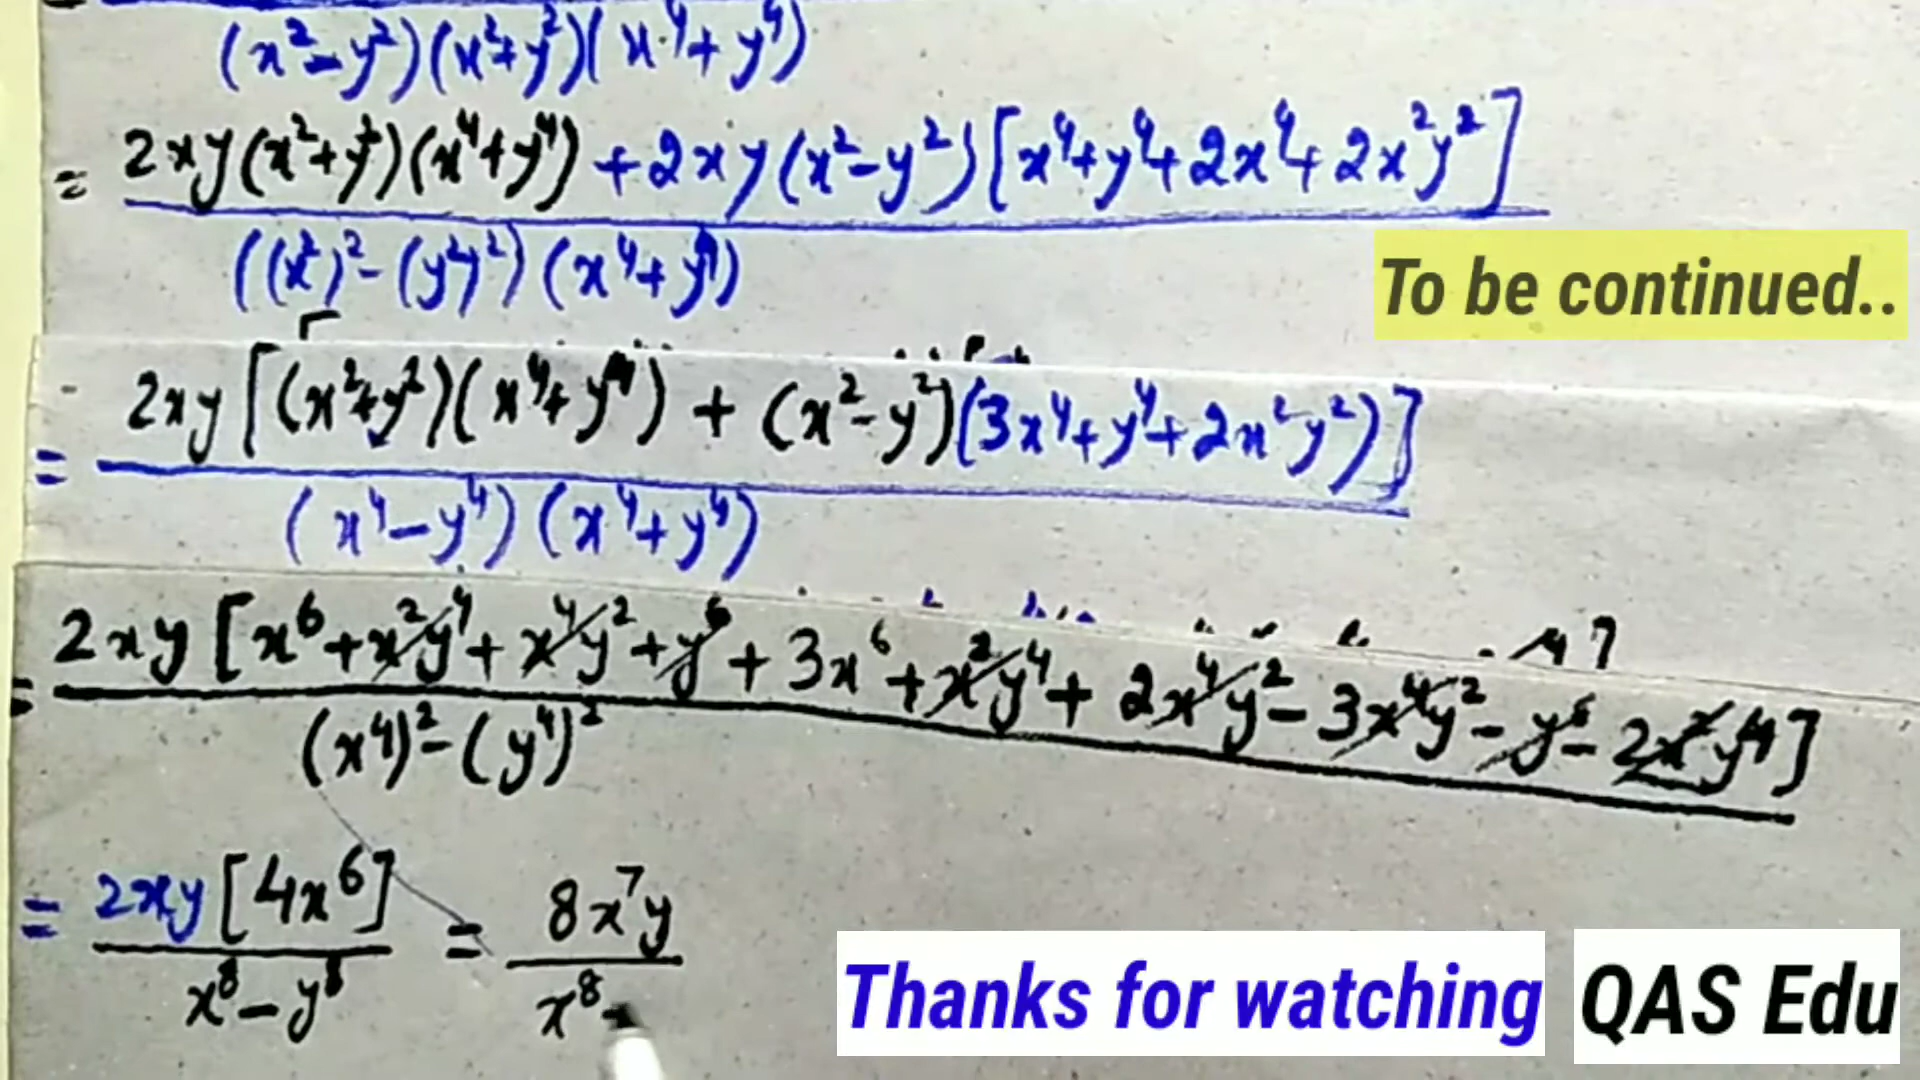 (x²-y²)(x²+y²)(x⁴+y⁴)
= 2xy(x²+y²)(x⁴+y⁴) + 2xy(x²-y²)[x⁴+y⁴+2x⁴+2x²y²]
((x²)²-(y²)²)(x⁴+y⁴)
To be continued..
= 2xy[(x²+y²)(x⁴+y⁴) + (x²-y²)(3x⁴+y⁴+2x²y²)]
(x⁴-y⁴)(x⁴+y⁴)
= 2xy[x⁶+x²y⁴+x⁴y²+y⁶+3x⁶+x²y⁴+2x⁴y²-3x⁴y²-y⁶-2x²y⁴]
(x⁴)²-(y⁴)²
= 2xy[4x⁶] = 8x⁷y
x⁸-y⁸ x⁸-
Thanks for watching QAS Edu